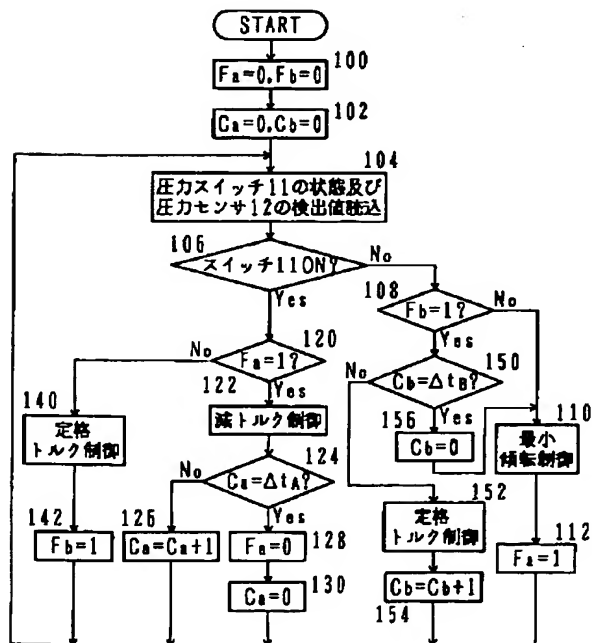 START
100
Fa=0,Fb=0
102
Ca=0,Cb=0
104
圧力スイッチ11の状態及び
圧力センサ12の検出値読込
106
スイッチ11ON?
No
Yes
108
Fb=1?
No
Yes
120
Fa=1?
No
Yes
150
Cb=ΔtB?
No
Yes
122
減トルク制御
140
定格
トルク制御
156
Cb=0
110
最小
傾転制御
124
Ca=ΔtA?
No
Yes
152
定格
トルク制御
142
Fb=1
126
Ca=Ca+1
Fa=0
128
112
Fa=1
130
Ca=0
Cb=Cb+1
154